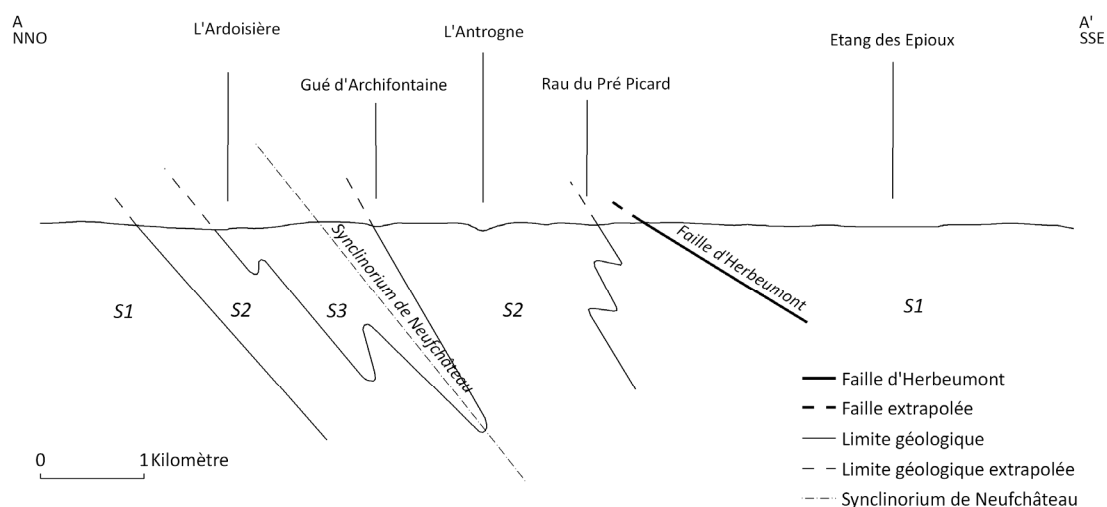 A
NNO
A'
SSE
L'Ardoisière
L'Antrogne
Etang des Epioux
Gué d'Archifontaine
Rau du Pré Picard
Synclinorium de Neufchâteau
Faille d'Herbeumont
S1
S2
S3
S2
S1
Faille d'Herbeumont
Faille extrapolée
Limite géologique
Limite géologique extrapolée
Synclinorium de Neufchâteau
0 1 Kilomètre